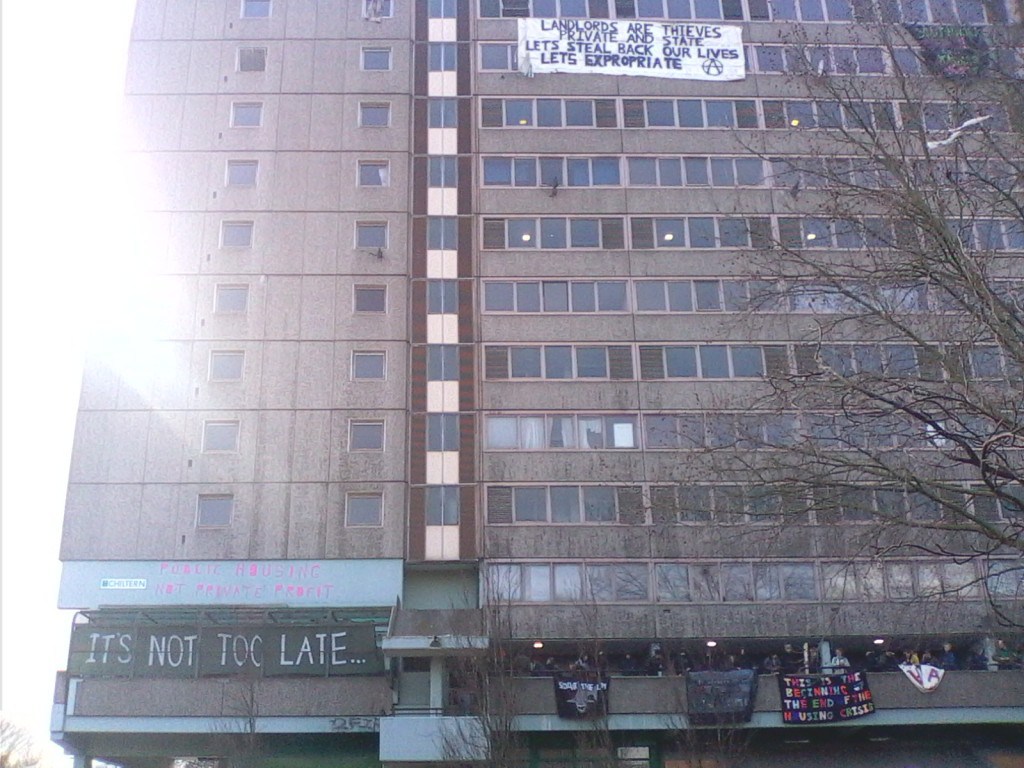 LANDLORDS ARE THIEVES
PRIVATE AND STATE
LETS STEAL BACK OUR LIVES
LETS EXPROPRIATE
CHILTERN
PUBLIC HOUSING
NOT PRIVATE PROFIT
IT'S NOT TOO LATE...
THIS IS THE
BEGINNING OF
THE END OF THE
HOUSING CRISIS